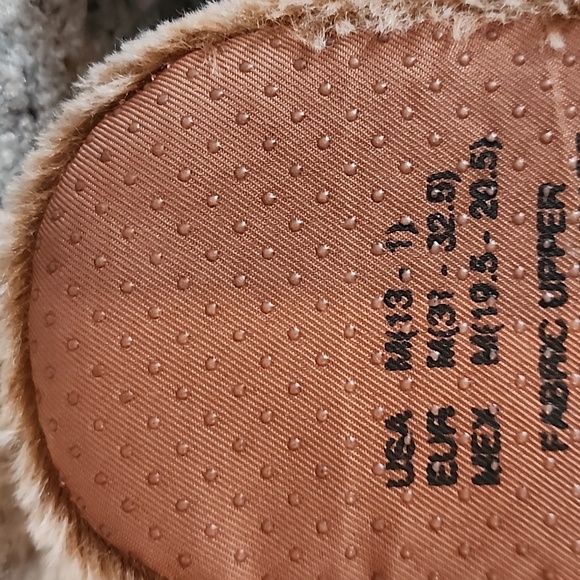 USA M(13 - 1)
EUR M(31 - 32.5)
MEX M(19.5 - 20.5)
FABRIC UPPER